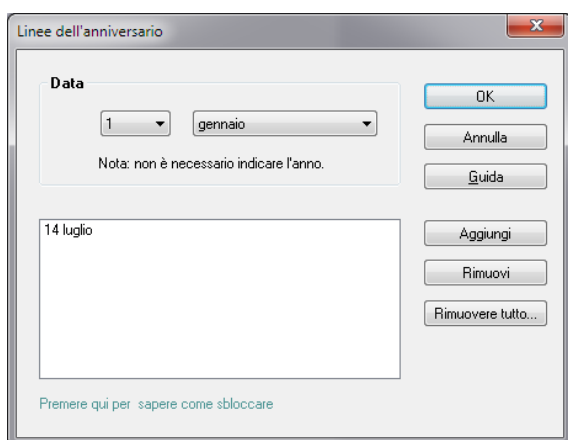 Linee dell'anniversario
Data
1 gennaio
Nota: non è necessario indicare l'anno.
OK
Annulla
Guida
14 luglio
Aggiungi
Rimuovi
Rimuovere tutto...
Premere qui per sapere come sbloccare